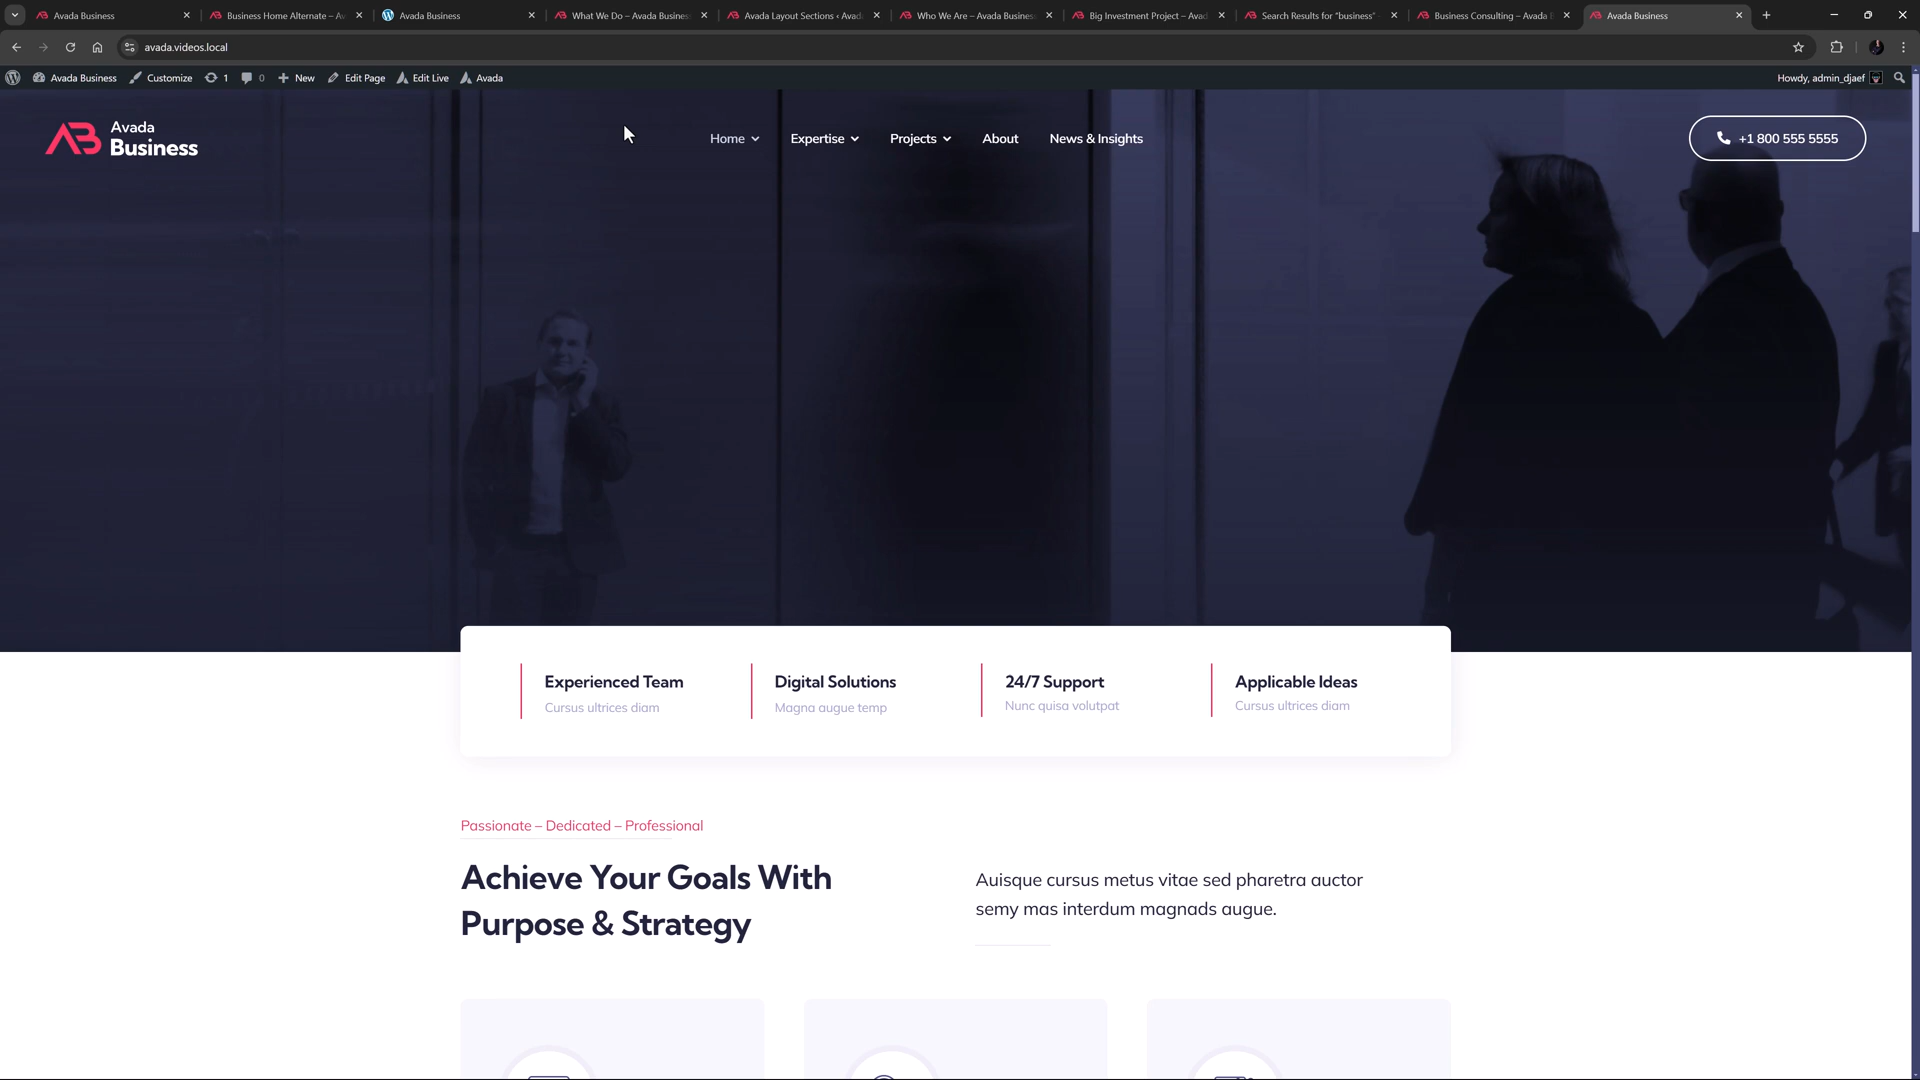 Avada Business
Business Home Alternate – Av
Avada Business
What We Do – Avada Business
Avada Layout Sections ‹ Avada
Who We Are – Avada Business
Big Investment Project – Avad
Search Results for “business” -
Business Consulting – Avada B
Avada Business
avada.videos.local
Avada Business
Customize
1
0
New
Edit Page
Edit Live
Avada
Howdy, admin_djaef
Avada
Business
Home
Expertise
Projects
About
News & Insights
+1 800 555 5555
Experienced Team
Cursus ultrices diam
Digital Solutions
Magna augue temp
24/7 Support
Nunc quisa volutpat
Applicable Ideas
Cursus ultrices diam
Passionate – Dedicated – Professional
Achieve Your Goals With
Purpose & Strategy
Auisque cursus metus vitae sed pharetra auctor
semy mas interdum magnads augue.